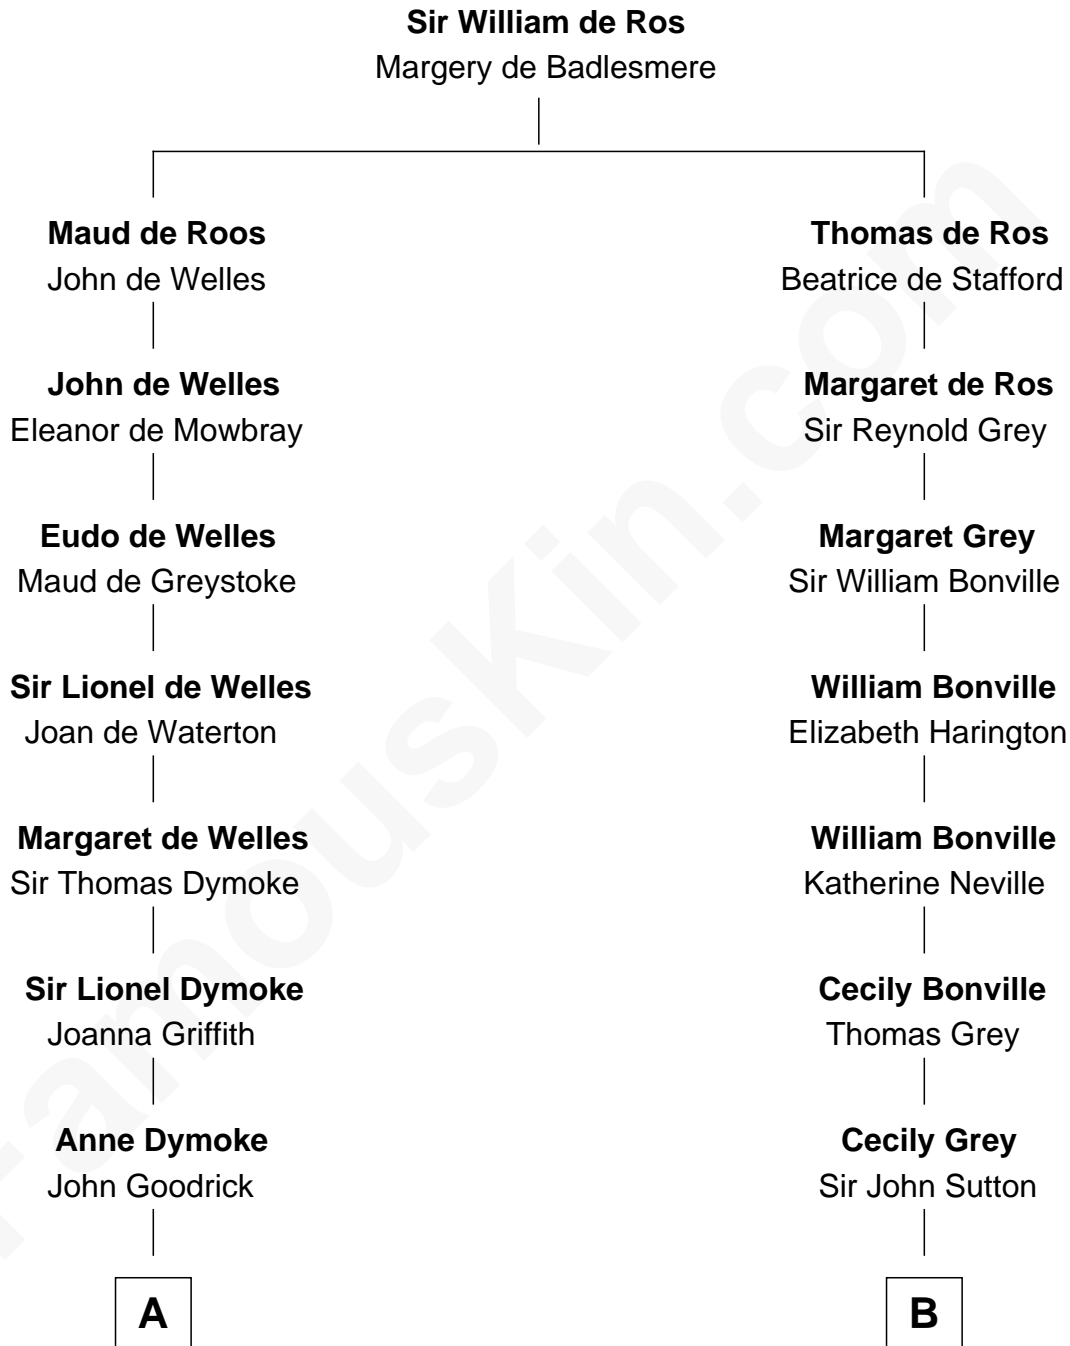 Sir William de Ros
Margery de Badlesmere
Maud de Roos
John de Welles
Thomas de Ros
Beatrice de Stafford
John de Welles
Eleanor de Mowbray
Margaret de Ros
Sir Reynold Grey
Eudo de Welles
Maud de Greystoke
Margaret Grey
Sir William Bonville
Sir Lionel de Welles
Joan de Waterton
William Bonville
Elizabeth Harington
Margaret de Welles
Sir Thomas Dymoke
William Bonville
Katherine Neville
Sir Lionel Dymoke
Joanna Griffith
Cecily Bonville
Thomas Grey
Anne Dymoke
John Goodrick
Cecily Grey
Sir John Sutton
A
B
FamousKin.com